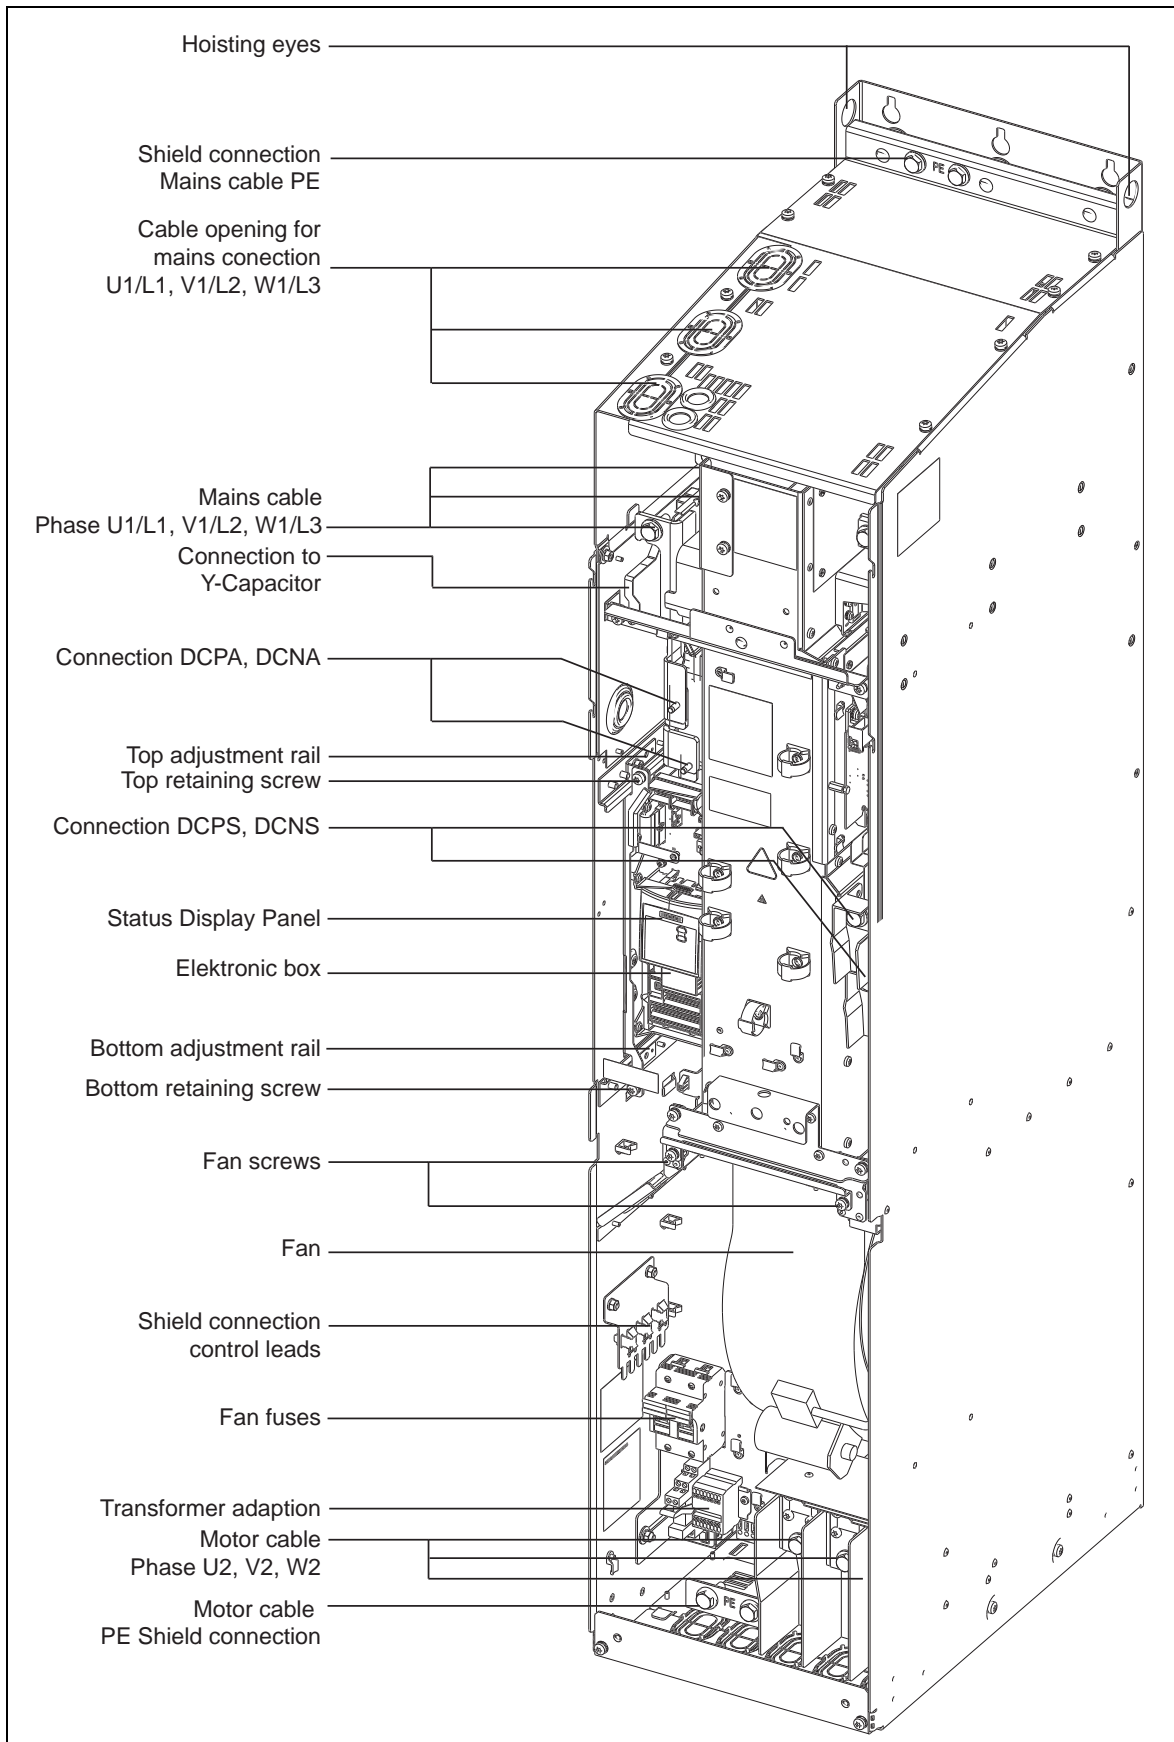 Hoisting eyes
Shield connection
Mains cable PE
PE
Cable opening for
mains conection
U1/L1, V1/L2, W1/L3
Mains cable
Phase U1/L1, V1/L2, W1/L3
Connection to
Y-Capacitor
Connection DCPA, DCNA
Top adjustment rail
Top retaining screw
Connection DCPS, DCNS
Status Display Panel
Elektronic box
Bottom adjustment rail
Bottom retaining screw
Fan screws
Fan
Shield connection
control leads
Fan fuses
Transformer adaption
Motor cable
Phase U2, V2, W2
Motor cable
PE Shield connection
PE